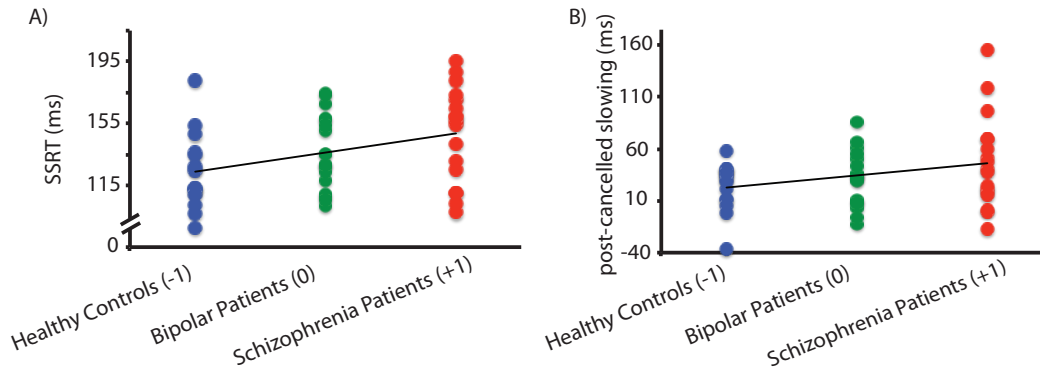 A)
SSRT (ms)
195
155
115
0
Healthy Controls (-1)
Bipolar Patients (0)
Schizophrenia Patients (+1)
B)
post-cancelled slowing (ms)
160
110
60
10
-40
Healthy Controls (-1)
Bipolar Patients (0)
Schizophrenia Patients (+1)